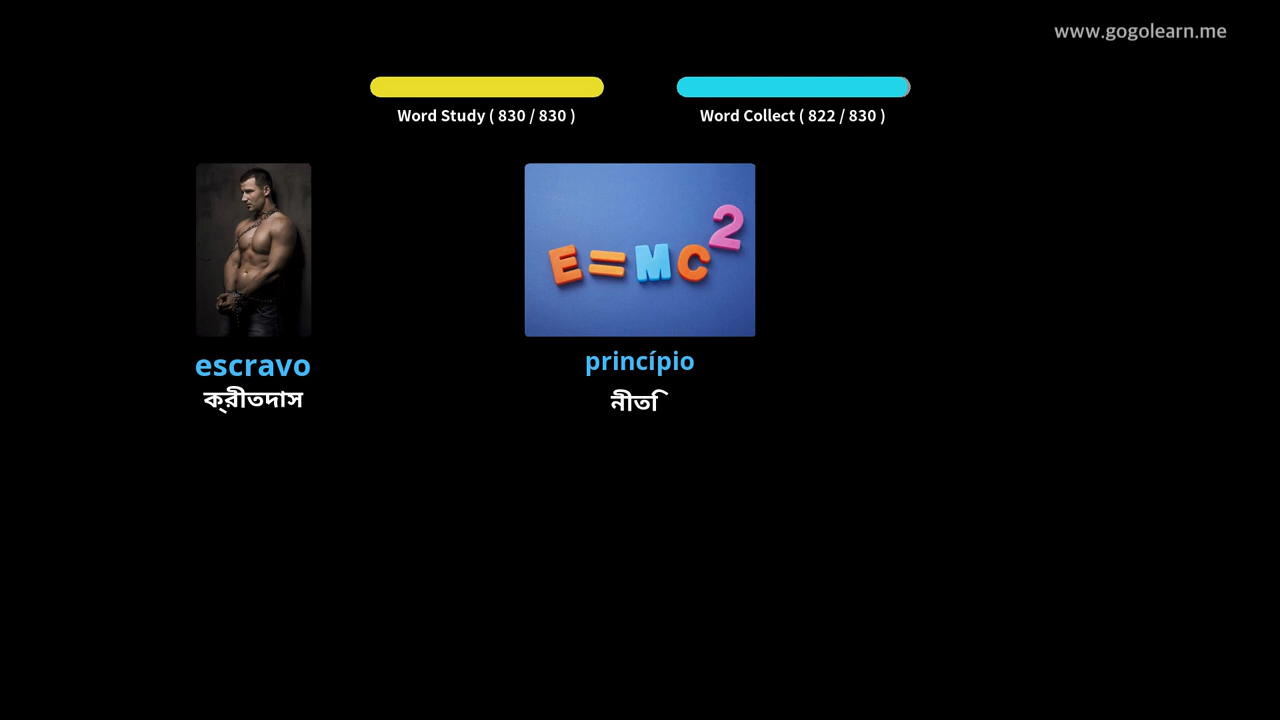 www.gogolearn.me
Word Study ( 830 / 830 )
Word Collect ( 822 / 830 )
E=MC2
escravo
princípio
ক্রীতদাস
নীতি